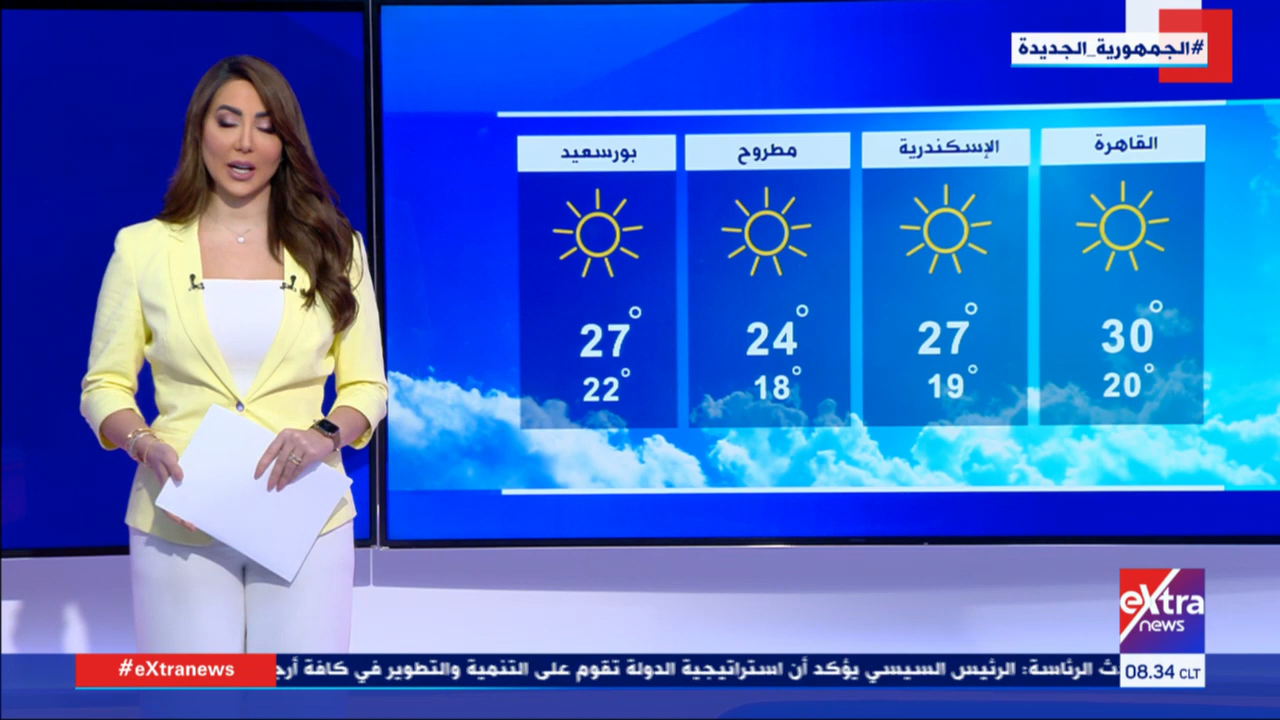 #الجمهورية_الجديدة
القاهرة
30°
20°
الإسكندرية
27°
19°
مطروح
24°
18°
بورسعيد
27°
22°
eXtra
news
#eXtranews
الرئاسة: الرئيس السيسي يؤكد أن استراتيجية الدولة تقوم على التنمية والتطوير في كافة
08.34 CLT